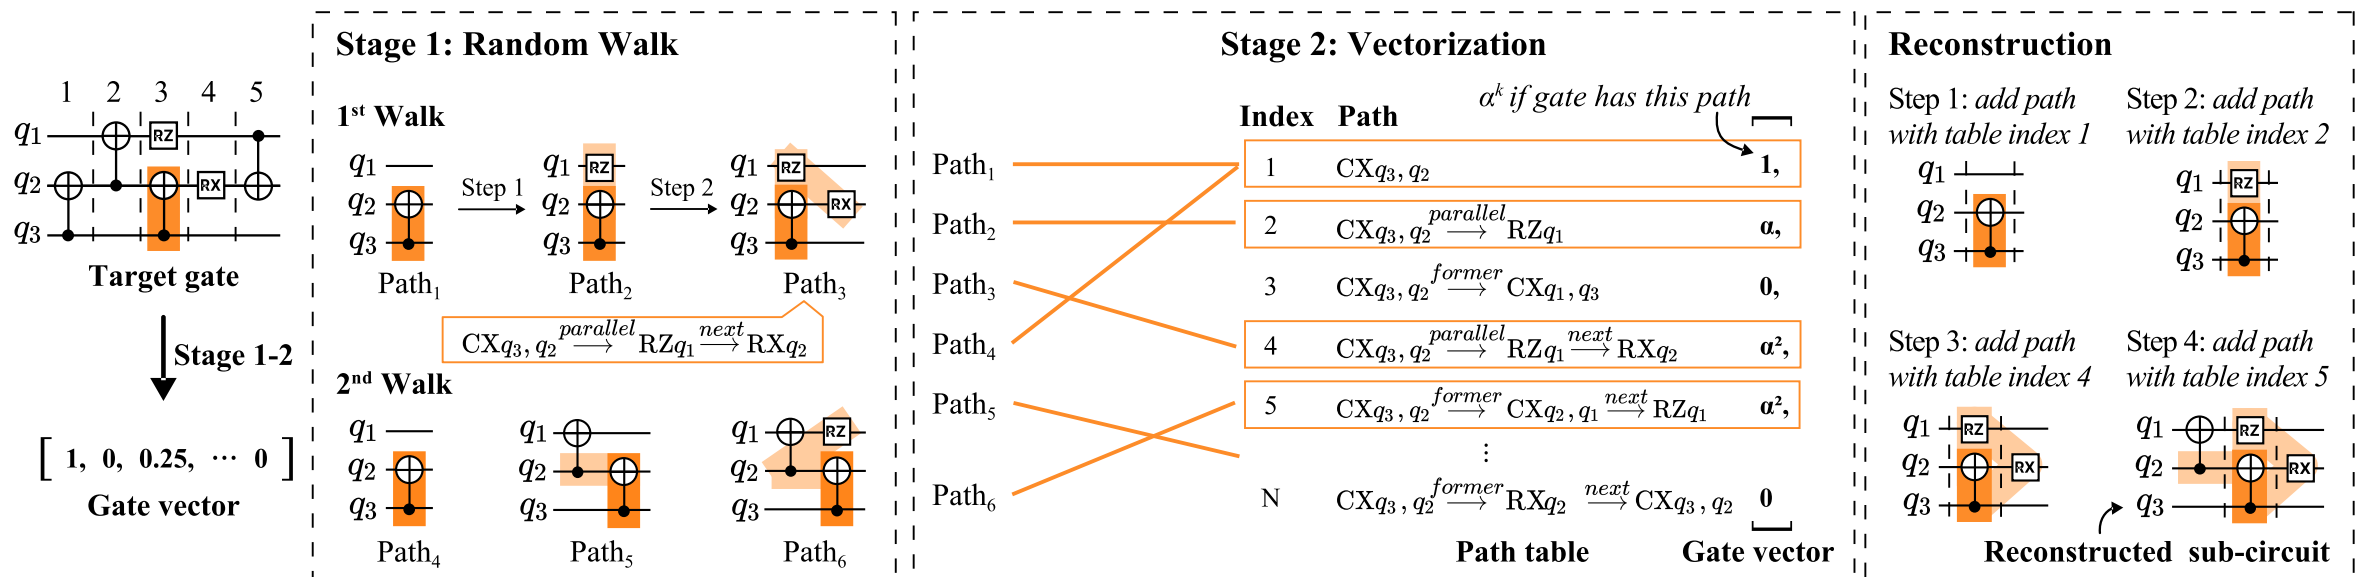 1 2 3 4 5
q1
RZ
q2
RX
q3
Target gate
Stage 1-2
[ 1, 0, 0.25, ⋯ 0 ]
Gate vector
Stage 1: Random Walk
1st Walk
q1
q2
q3
Path1
Step 1
q1 RZ
q2
q3
Path2
Step 2
q1 RZ
q2 RX
q3
Path3
CXq3, q2 parallel⟶ RZq1 next⟶ RXq2
2nd Walk
q1
q2
q3
Path4
q1
q2
q3
Path5
q1 RZ
q2
q3
Path6
Stage 2: Vectorization
αk if gate has this path
Index Path
Path1
Path2
Path3
Path4
Path5
Path6
1 CXq3, q2 1,
2 CXq3, q2 parallel⟶ RZq1 α,
3 CXq3, q2 former⟶ CXq1, q3 0,
4 CXq3, q2 parallel⟶ RZq1 next⟶ RXq2 α²,
5 CXq3, q2 former⟶ CXq2, q1 next⟶ RZq1 α²,
⋮
N CXq3, q2 former⟶ RXq2 next⟶ CXq3, q2 0
Path table Gate vector
Reconstruction
Step 1: add path
with table index 1
q1
q2
q3
Step 2: add path
with table index 2
q1 RZ
q2
q3
Step 3: add path
with table index 4
q1 RZ
q2 RX
q3
Step 4: add path
with table index 5
q1 RZ
q2 RX
q3
Reconstructed sub-circuit